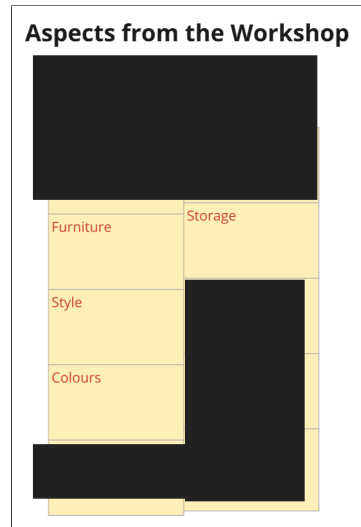 Aspects from the Workshop
Storage
Furniture
Style
Colours